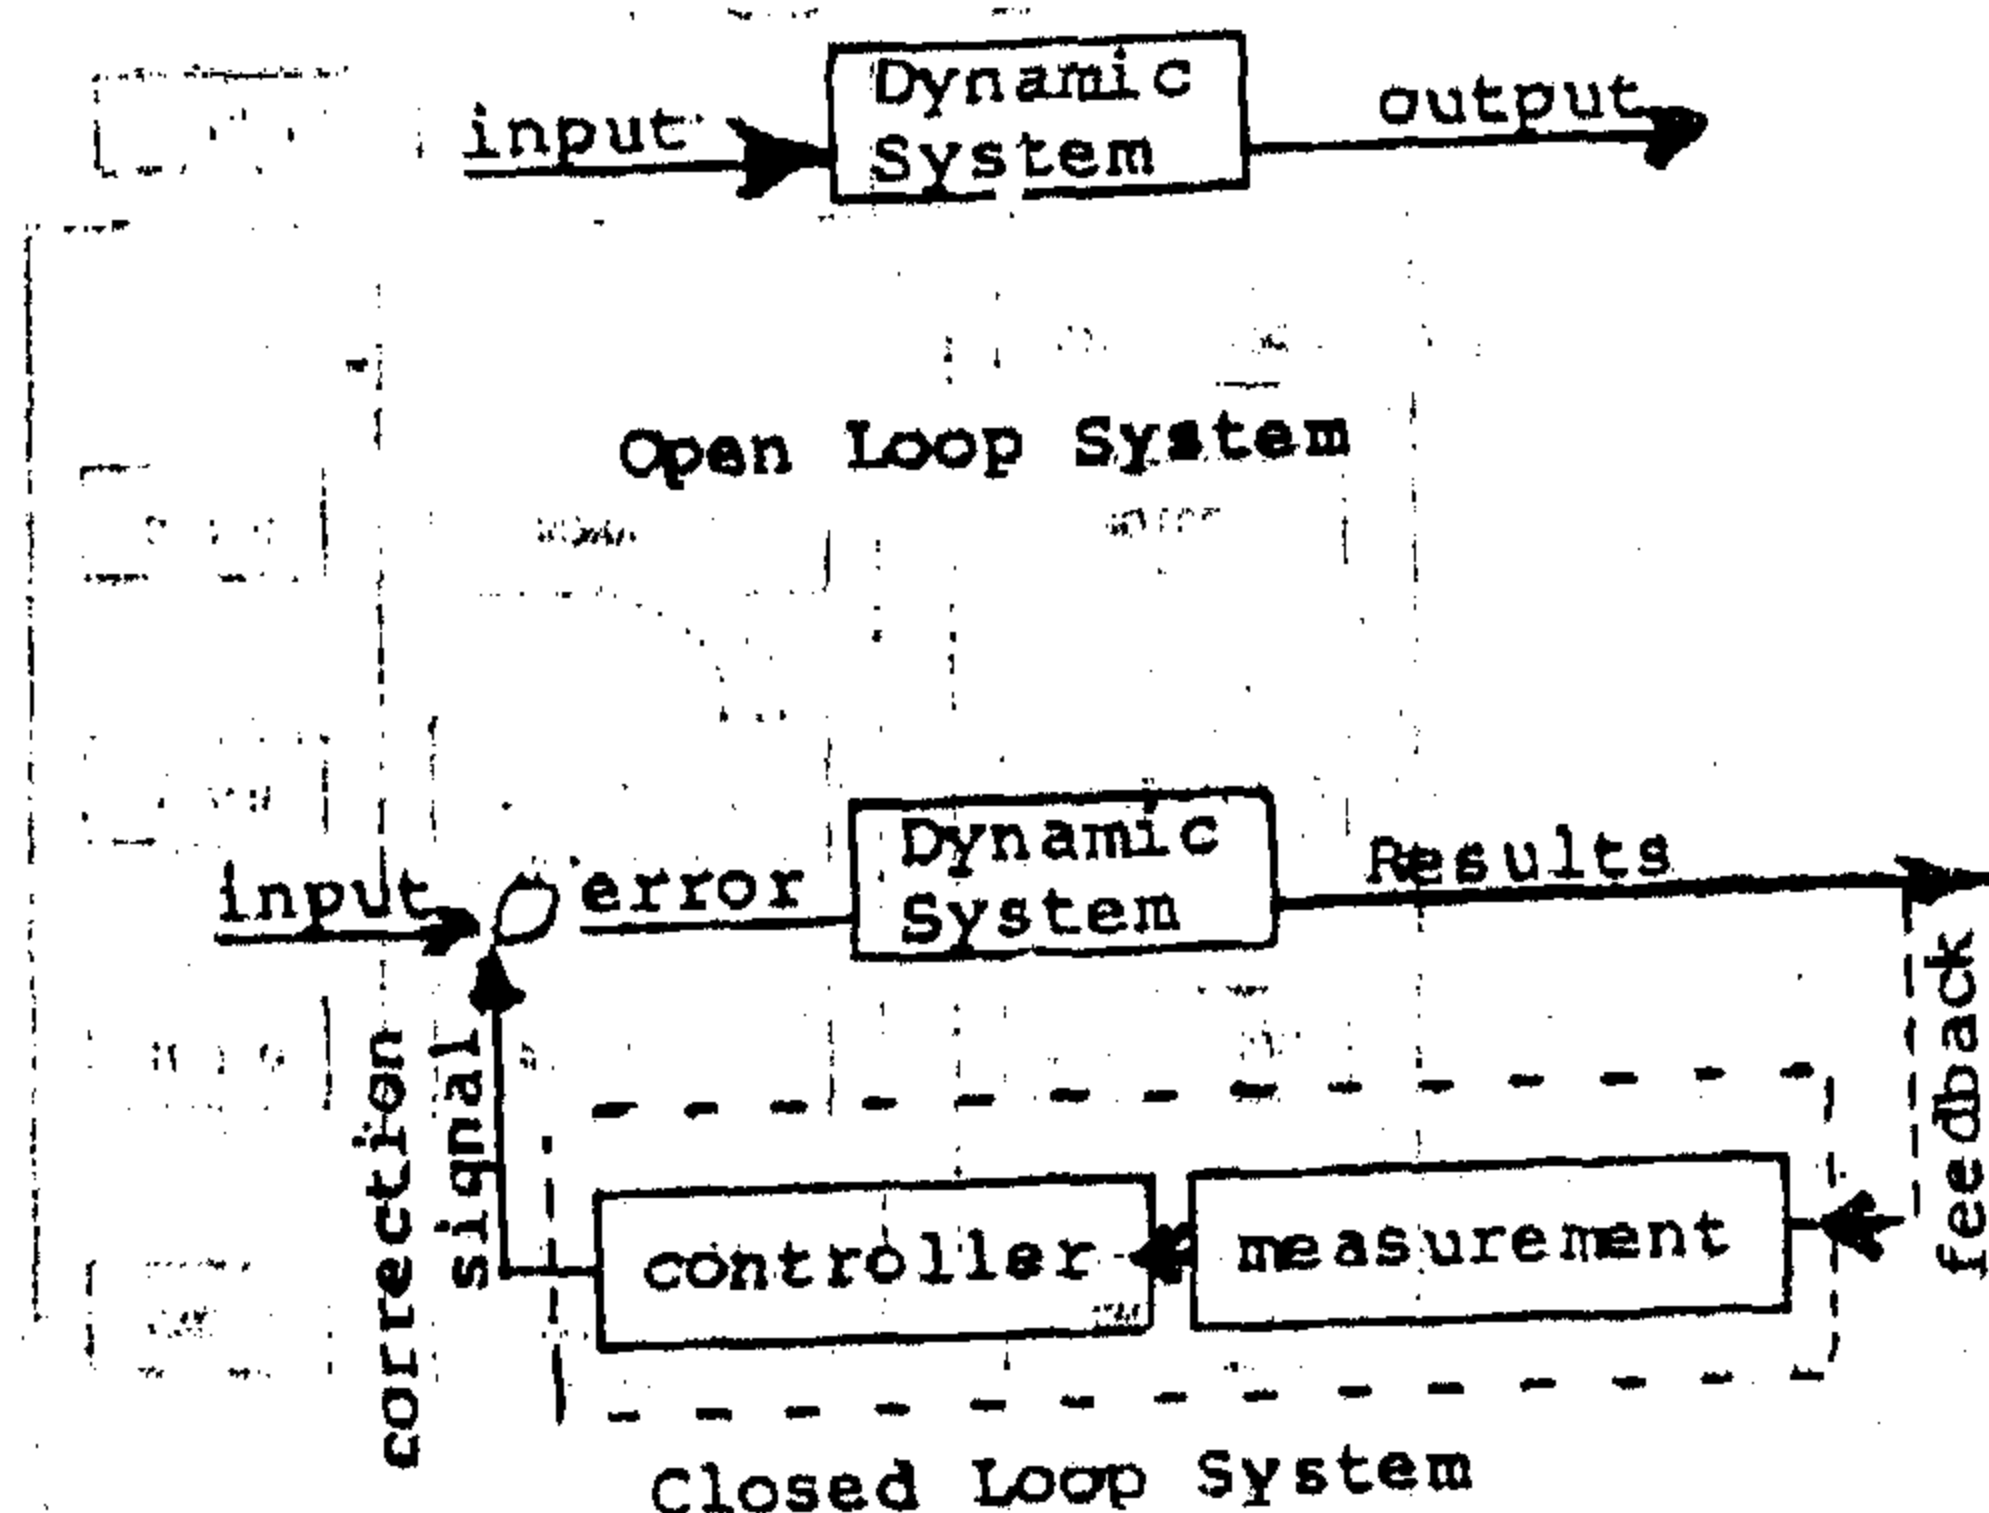 Dynamic
System
input
output
Open Loop System
Dynamic
System
input
error
Results
feedback
correction
signal
controller
measurement
Closed Loop System